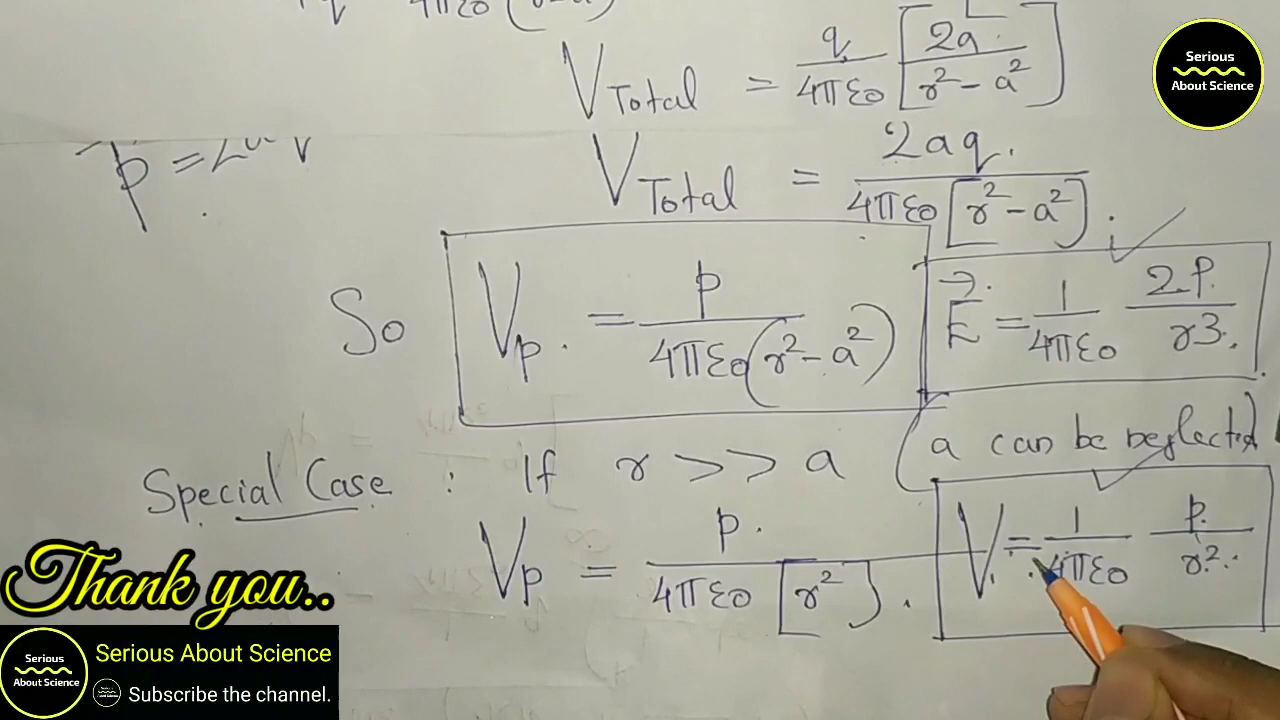 V_Total = q/4πε0 [2a/r²-a²]
V_Total = 2aq/4πε0[r²-a²]
p =
So V_p = p/4πε0(r²-a²)
E⃗ = 1/4πε0 2p/r3
Special Case : If r >> a (a can be neglected)
V_p = p/4πε0[r²]
V = 1/4πε0 p/r²
Serious
About Science
Thank you..
Serious
About Science
Serious About Science
Subscribe the channel.